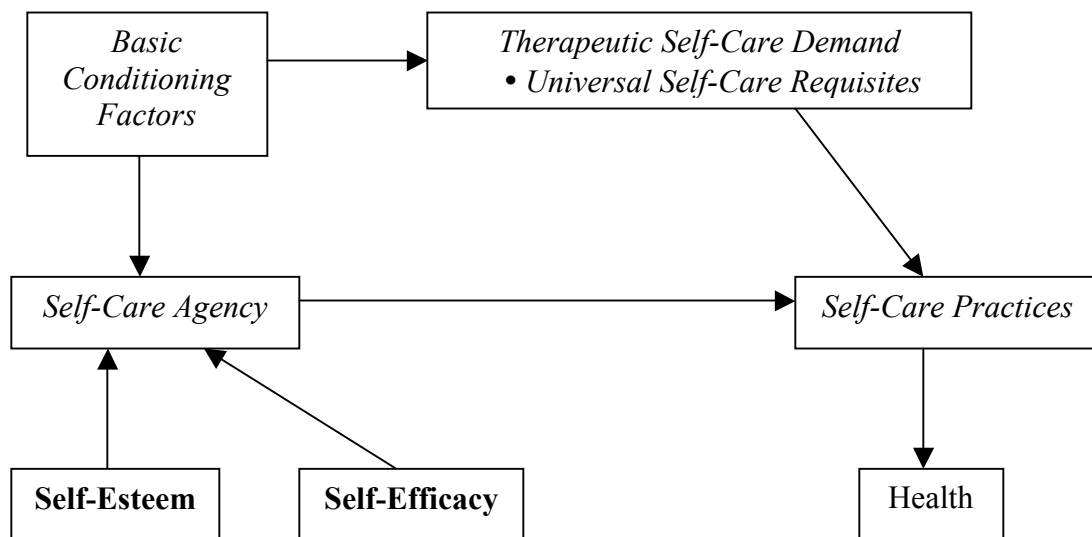 Basic
Conditioning
Factors
Therapeutic Self-Care Demand
• Universal Self-Care Requisites
Self-Care Agency
Self-Care Practices
Self-Esteem
Self-Efficacy
Health